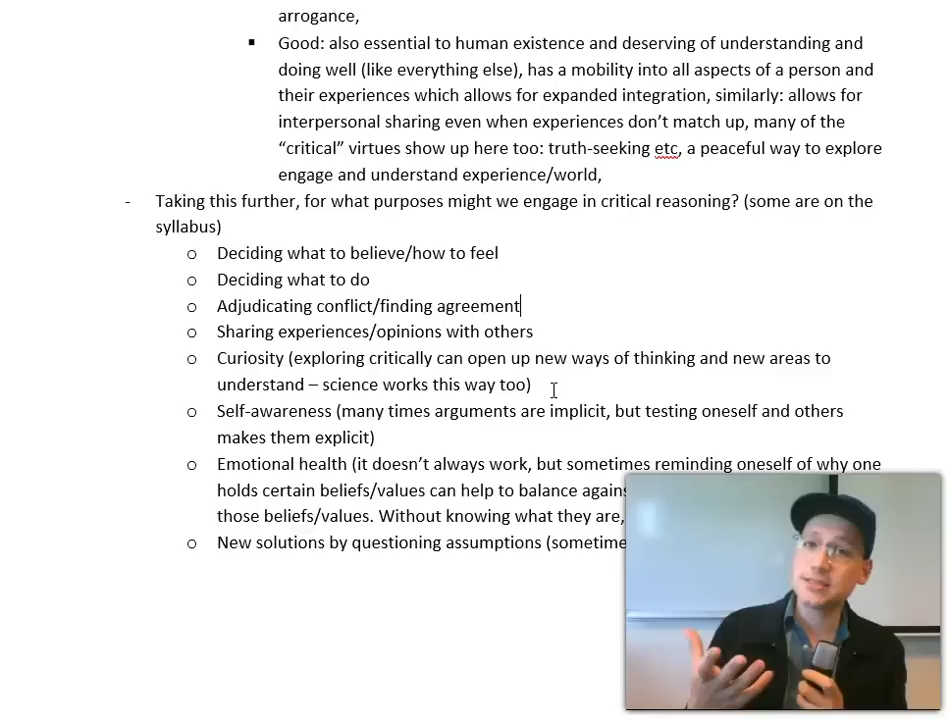 arrogance,
▪ Good: also essential to human existence and deserving of understanding and
doing well (like everything else), has a mobility into all aspects of a person and
their experiences which allows for expanded integration, similarly: allows for
interpersonal sharing even when experiences don’t match up, many of the
“critical” virtues show up here too: truth-seeking etc, a peaceful way to explore
engage and understand experience/world,
- Taking this further, for what purposes might we engage in critical reasoning? (some are on the
syllabus)
o Deciding what to believe/how to feel
o Deciding what to do
o Adjudicating conflict/finding agreement
o Sharing experiences/opinions with others
o Curiosity (exploring critically can open up new ways of thinking and new areas to
understand – science works this way too)
o Self-awareness (many times arguments are implicit, but testing oneself and others
makes them explicit)
o Emotional health (it doesn’t always work, but sometimes reminding oneself of why one
holds certain beliefs/values can help to balance
those beliefs/values. Without knowing what they are,
o New solutions by questioning assumptions